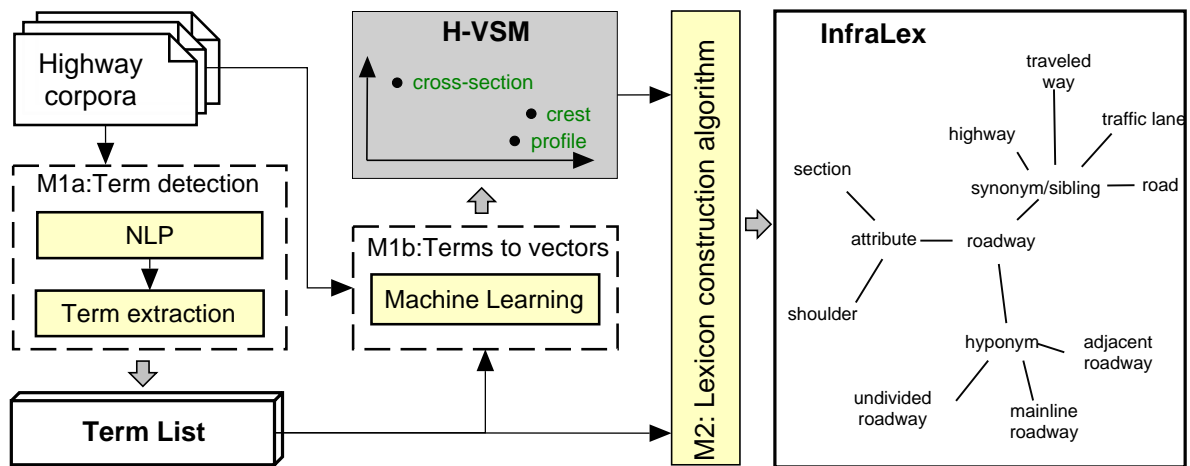 Highway
corpora
M1a:Term detection
NLP
Term extraction
Term List
H-VSM
cross-section
crest
profile
M1b:Terms to vectors
Machine Learning
M2: Lexicon construction algorithm
InfraLex
traveled
way
traffic lane
highway
section
synonym/sibling
road
attribute
roadway
shoulder
hyponym
adjacent
roadway
undivided
roadway
mainline
roadway